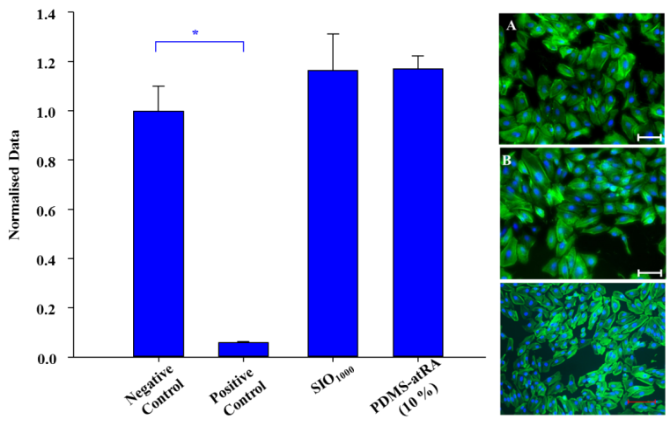 1.4
1.2
1.0
0.8
0.6
0.4
0.2
0.0
Normalised Data
*
Negative
Control
Positive
Control
SIO1000
PDMS-atRA
(10 %)
A
B